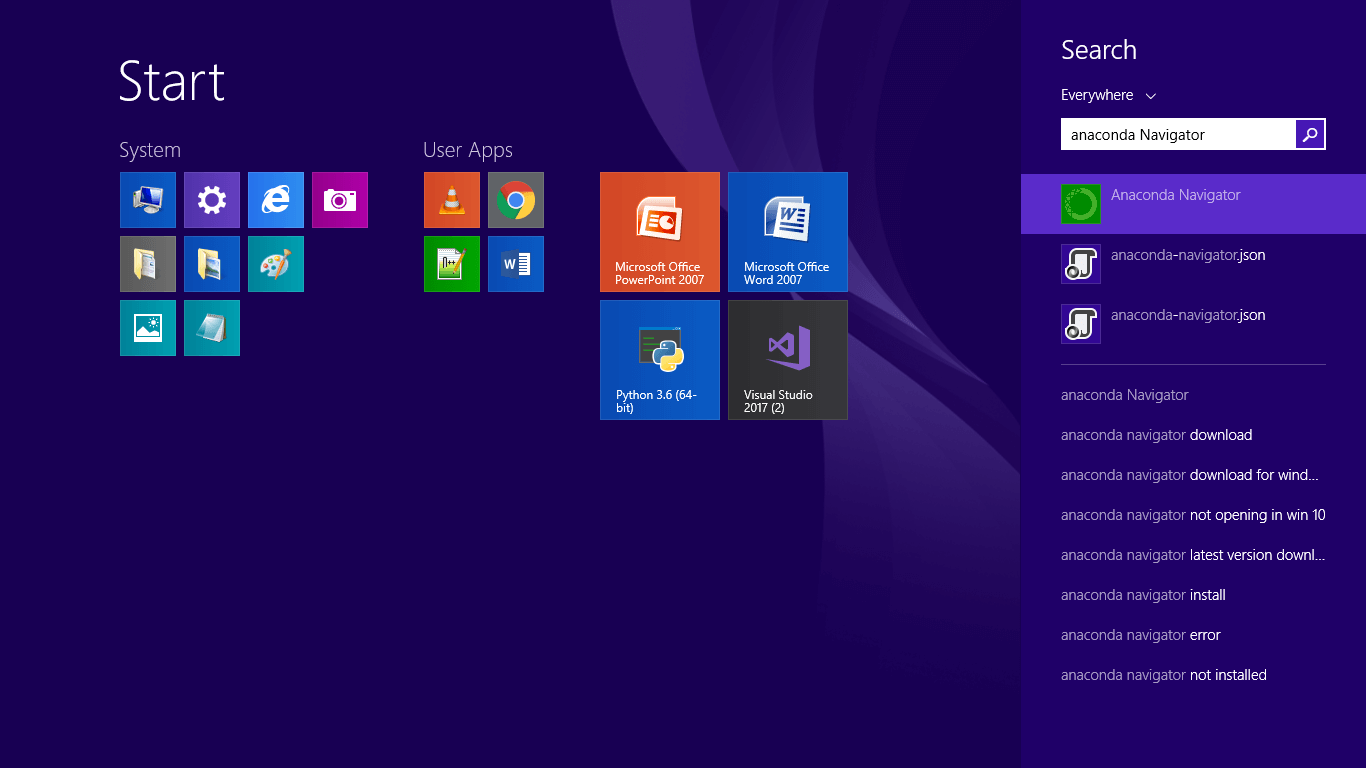 Start
System
User Apps
Microsoft Office
PowerPoint 2007
Microsoft Office
Word 2007
Python 3.6 (64-
bit)
Visual Studio
2017 (2)
Search
Everywhere
anaconda Navigator
Anaconda Navigator
anaconda-navigator.json
anaconda-navigator.json
anaconda Navigator
anaconda navigator download
anaconda navigator download for wind...
anaconda navigator not opening in win 10
anaconda navigator latest version downl...
anaconda navigator install
anaconda navigator error
anaconda navigator not installed